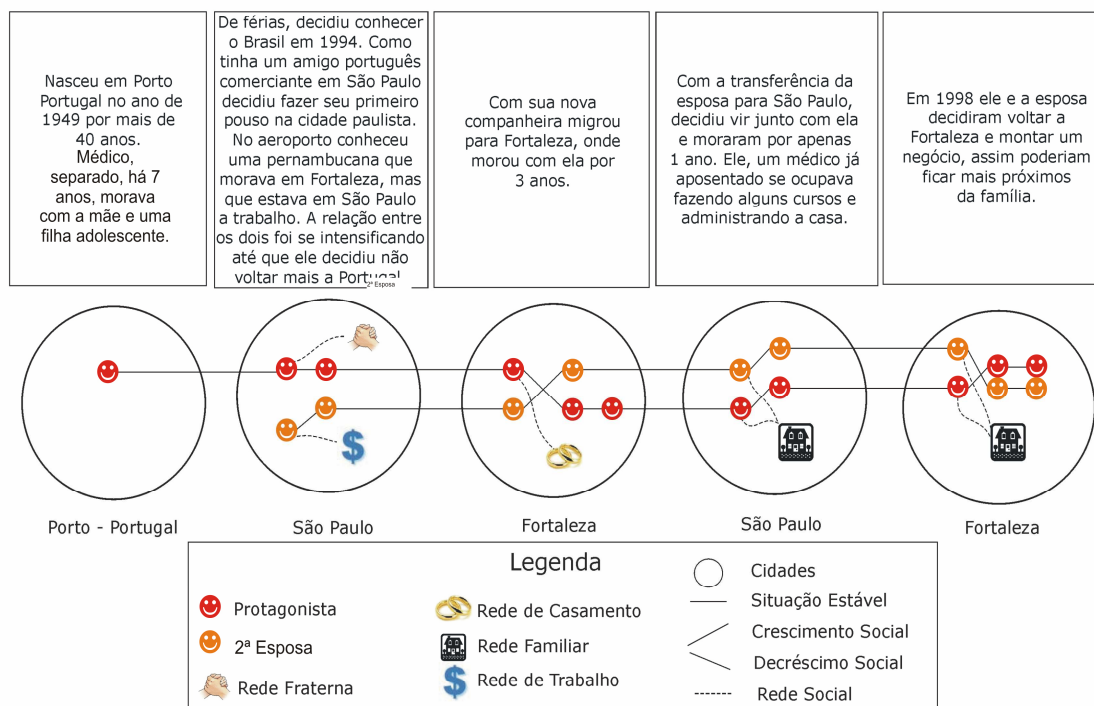 Nasceu em Porto
Portugal no ano de
1949 por mais de
40 anos.
Médico,
separado, há 7
anos, morava
com a mãe e uma
filha adolescente.
De férias, decidiu conhecer
o Brasil em 1994. Como
tinha um amigo português
comerciante em São Paulo
decidiu fazer seu primeiro
pouso na cidade paulista.
No aeroporto conheceu
uma pernambucana que
morava em Fortaleza, mas
que estava em São Paulo
a trabalho. A relação entre
os dois foi se intensificando
até que ele decidiu não
voltar mais a Portugal
2ª Esposa
Com sua nova
companheira migrou
para Fortaleza, onde
morou com ela por
3 anos.
Com a transferência da
esposa para São Paulo,
decidiu vir junto com ela
e moraram por apenas
1 ano. Ele, um médico já
aposentado se ocupava
fazendo alguns cursos e
administrando a casa.
Em 1998 ele e a esposa
decidiram voltar a
Fortaleza e montar um
negócio, assim poderiam
ficar mais próximos
da família.
Porto - Portugal
São Paulo
Fortaleza
São Paulo
Fortaleza
Legenda
Protagonista
2ª Esposa
Rede Fraterna
Rede de Casamento
Rede Familiar
Rede de Trabalho
Cidades
Situação Estável
Crescimento Social
Decréscimo Social
Rede Social